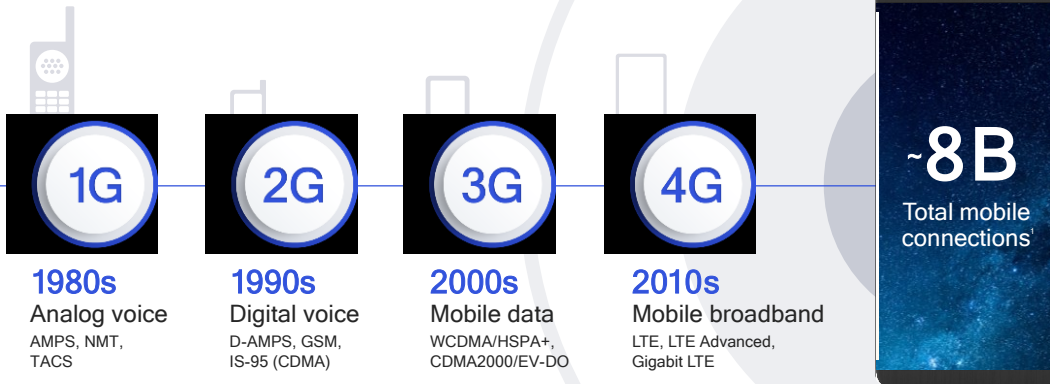 1G
2G
3G
4G
1980s
Analog voice
AMPS, NMT,
TACS
1990s
Digital voice
D-AMPS, GSM,
IS-95 (CDMA)
2000s
Mobile data
WCDMA/HSPA+,
CDMA2000/EV-DO
2010s
Mobile broadband
LTE, LTE Advanced,
Gigabit LTE
~8B
Total mobile
connections¹